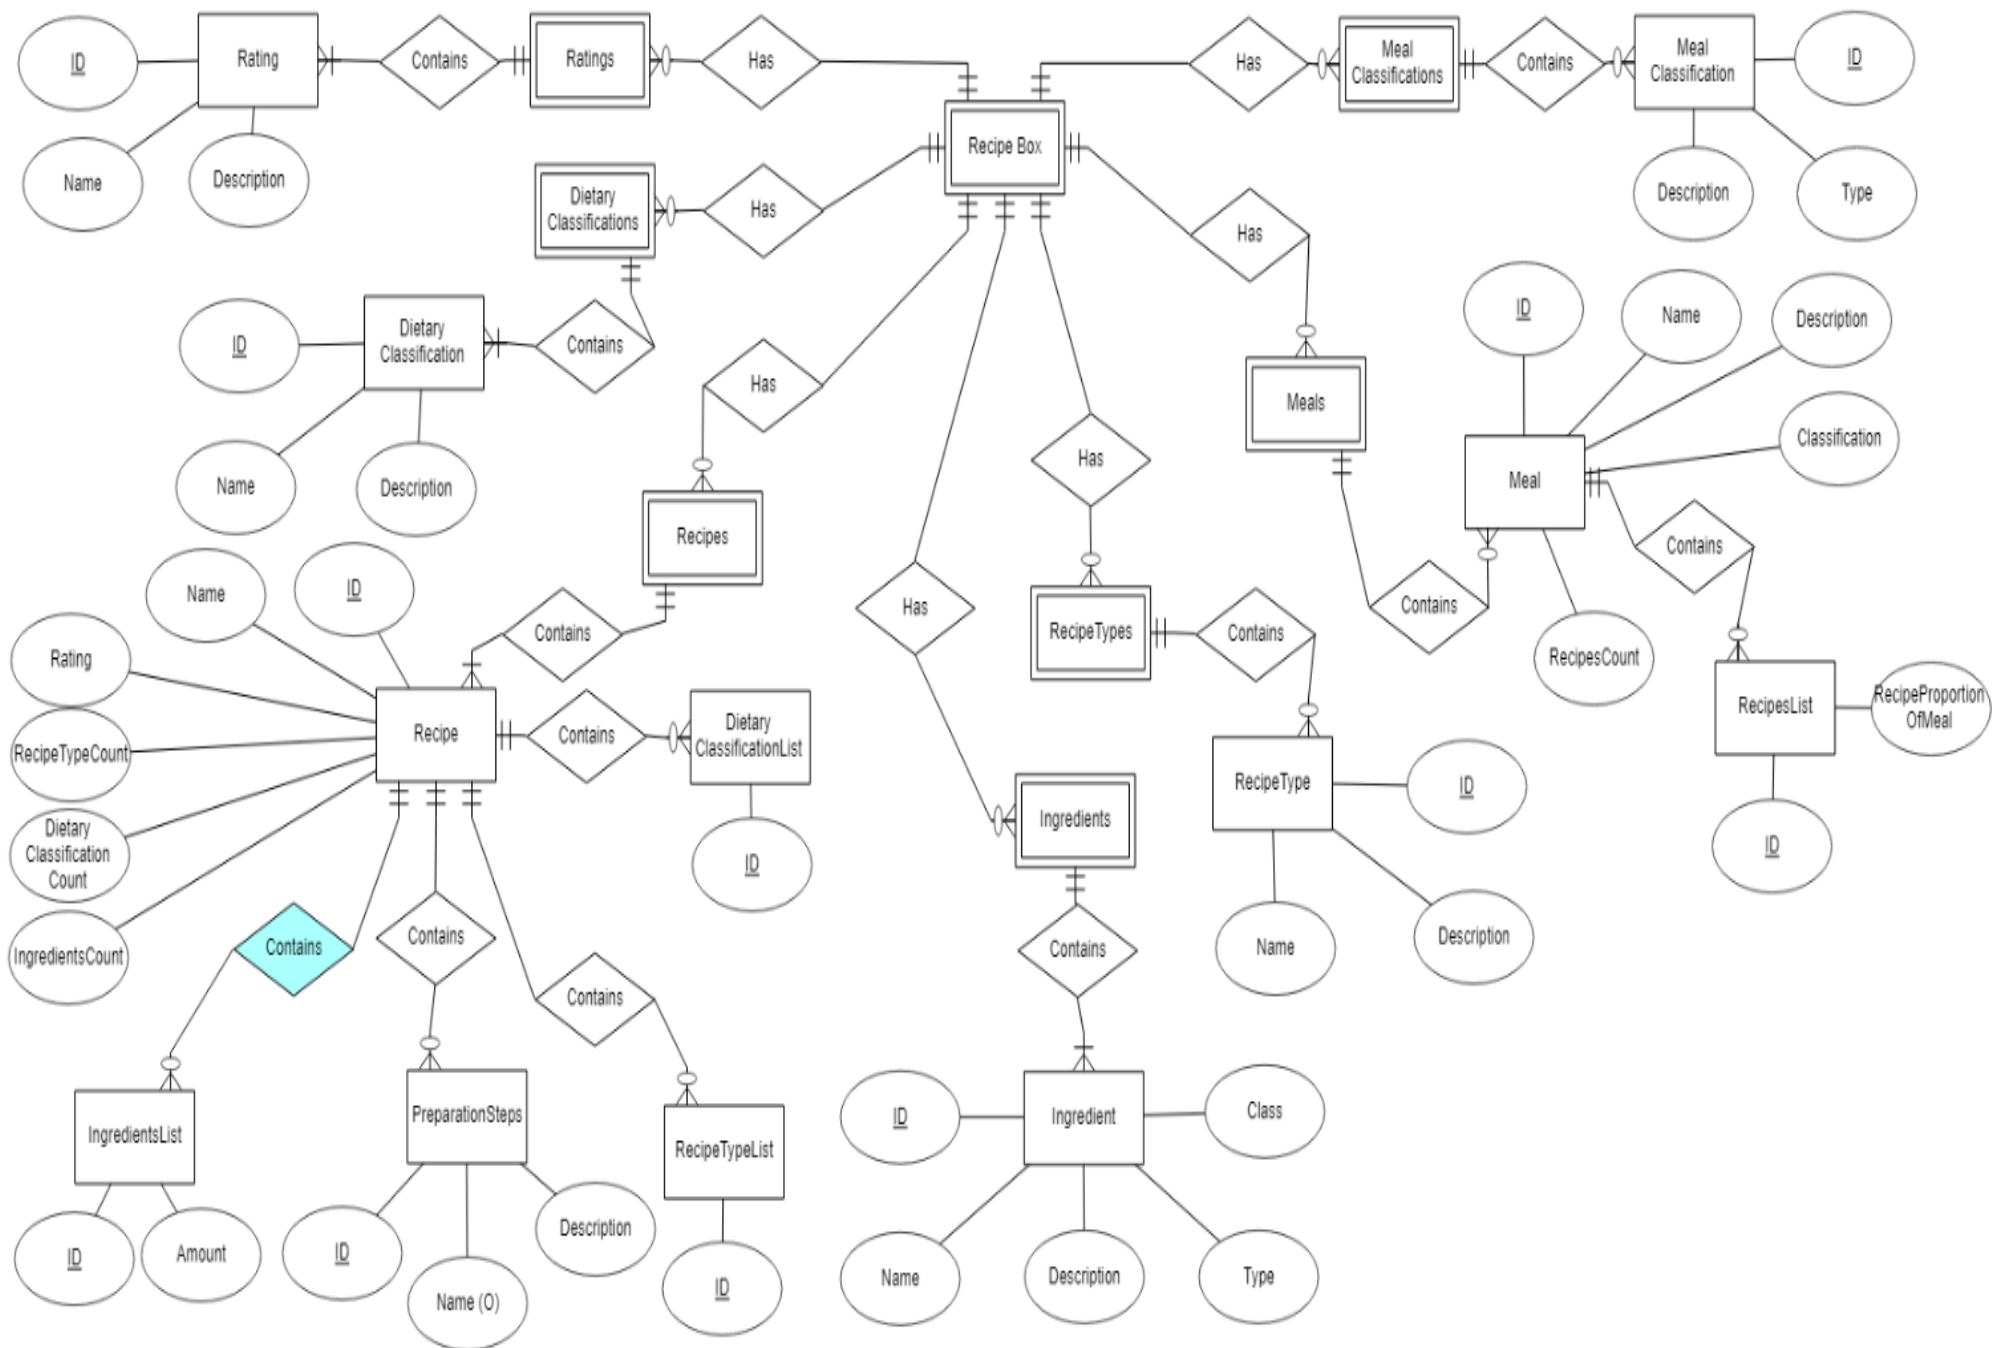 ID
Rating
Contains
Ratings
Has
Has
Meal
Classifications
Contains
Meal
Classification
ID
Name
Description
Recipe Box
Description
Type
Dietary
Classifications
Has
Has
ID
Dietary
Classification
Contains
Name
Description
Has
ID
Name
Description
Classification
Meals
Meal
Contains
Has
Recipes
Name
ID
Contains
Has
RecipeTypes
Contains
Contains
RecipesCount
Rating
RecipeTypeCount
Dietary
Classification
Count
IngredientsCount
Recipe
Contains
Dietary
ClassificationList
ID
RecipesList
RecipeProportion
OfMeal
ID
RecipeType
ID
Name
Description
Ingredients
Contains
Contains
Contains
Contains
IngredientsList
ID
Amount
PreparationSteps
ID
Name (O)
Description
RecipeTypeList
ID
ID
Ingredient
Class
Name
Description
Type